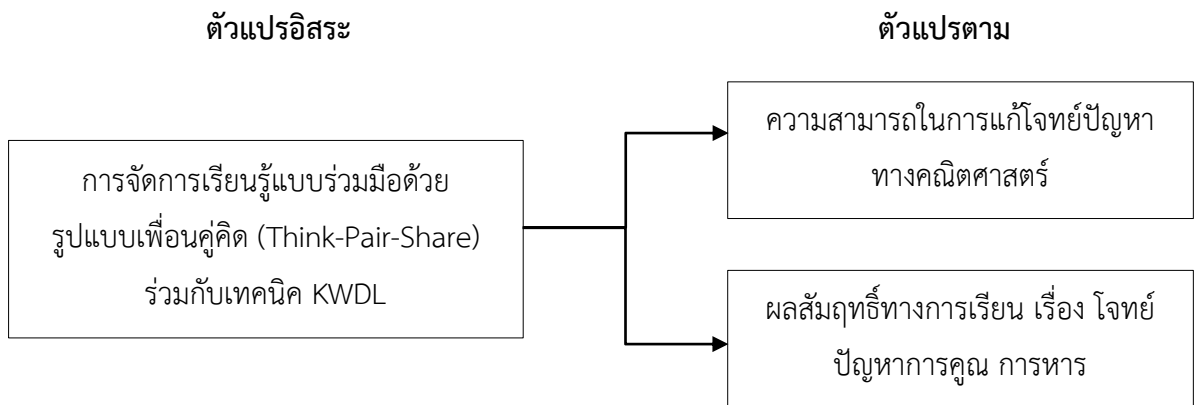 ตัวแปรอิสระ
ตัวแปรตาม
การจัดการเรียนรู้แบบร่วมมือด้วย
รูปแบบเพื่อนคู่คิด (Think-Pair-Share)
ร่วมกับเทคนิค KWDL
ความสามารถในการแก้โจทย์ปัญหา
ทางคณิตศาสตร์
ผลสัมฤทธิ์ทางการเรียน เรื่อง โจทย์
ปัญหาการคูณ การหาร